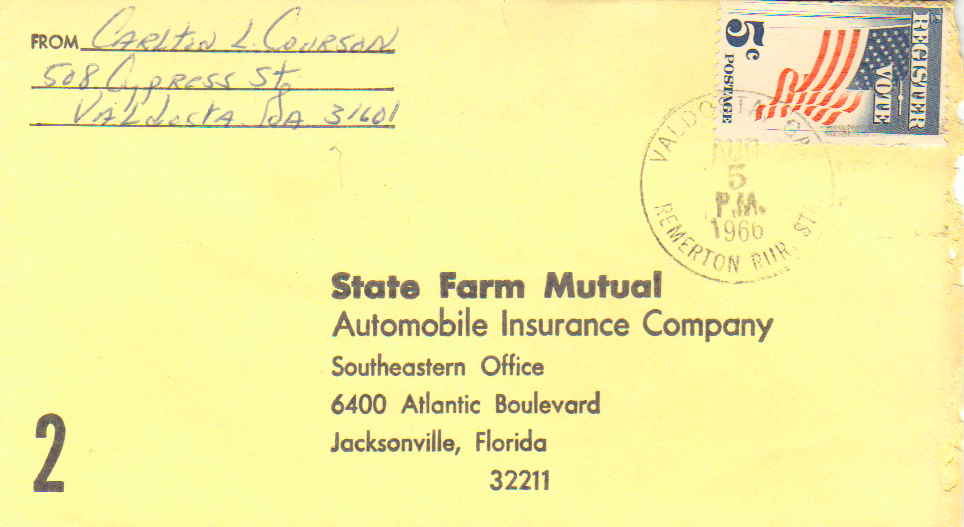 FROM Carlton L. Courson
508 Cypress St.
Valdosta Ga 31601
5c POSTAGE
REGISTER
VOTE
VALDOSTA, GA.
AUG
5
P.M.
1966
REMERTON RUR. STA.
State Farm Mutual
Automobile Insurance Company
Southeastern Office
6400 Atlantic Boulevard
Jacksonville, Florida
32211
2